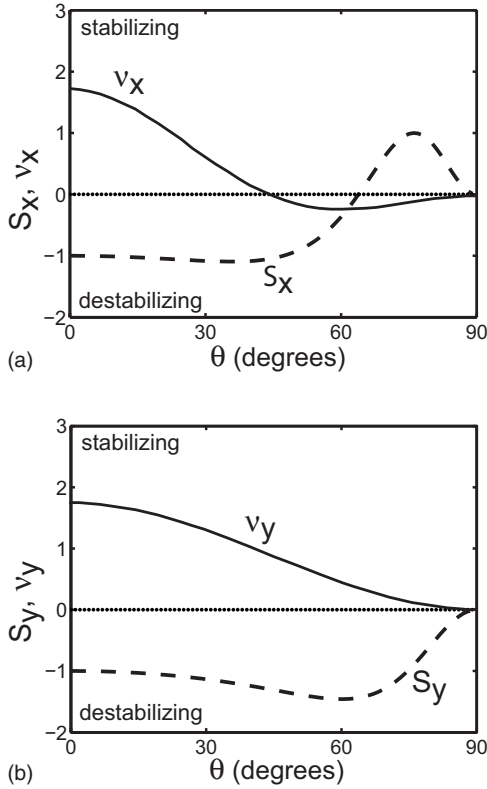 stabilizing
3
2
1
0
−1
−2
νx
Sx
Sx, νx
destabilizing
0
30
60
90
θ (degrees)
(a)
stabilizing
3
2
1
0
−1
−2
νy
Sy
Sy, νy
destabilizing
0
30
60
90
θ (degrees)
(b)